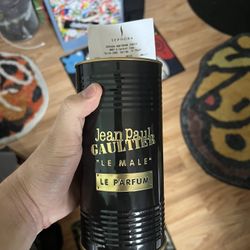 SEPHORA
Jean Paul
GAULTIER
"LE MALE"
LE PARFUM